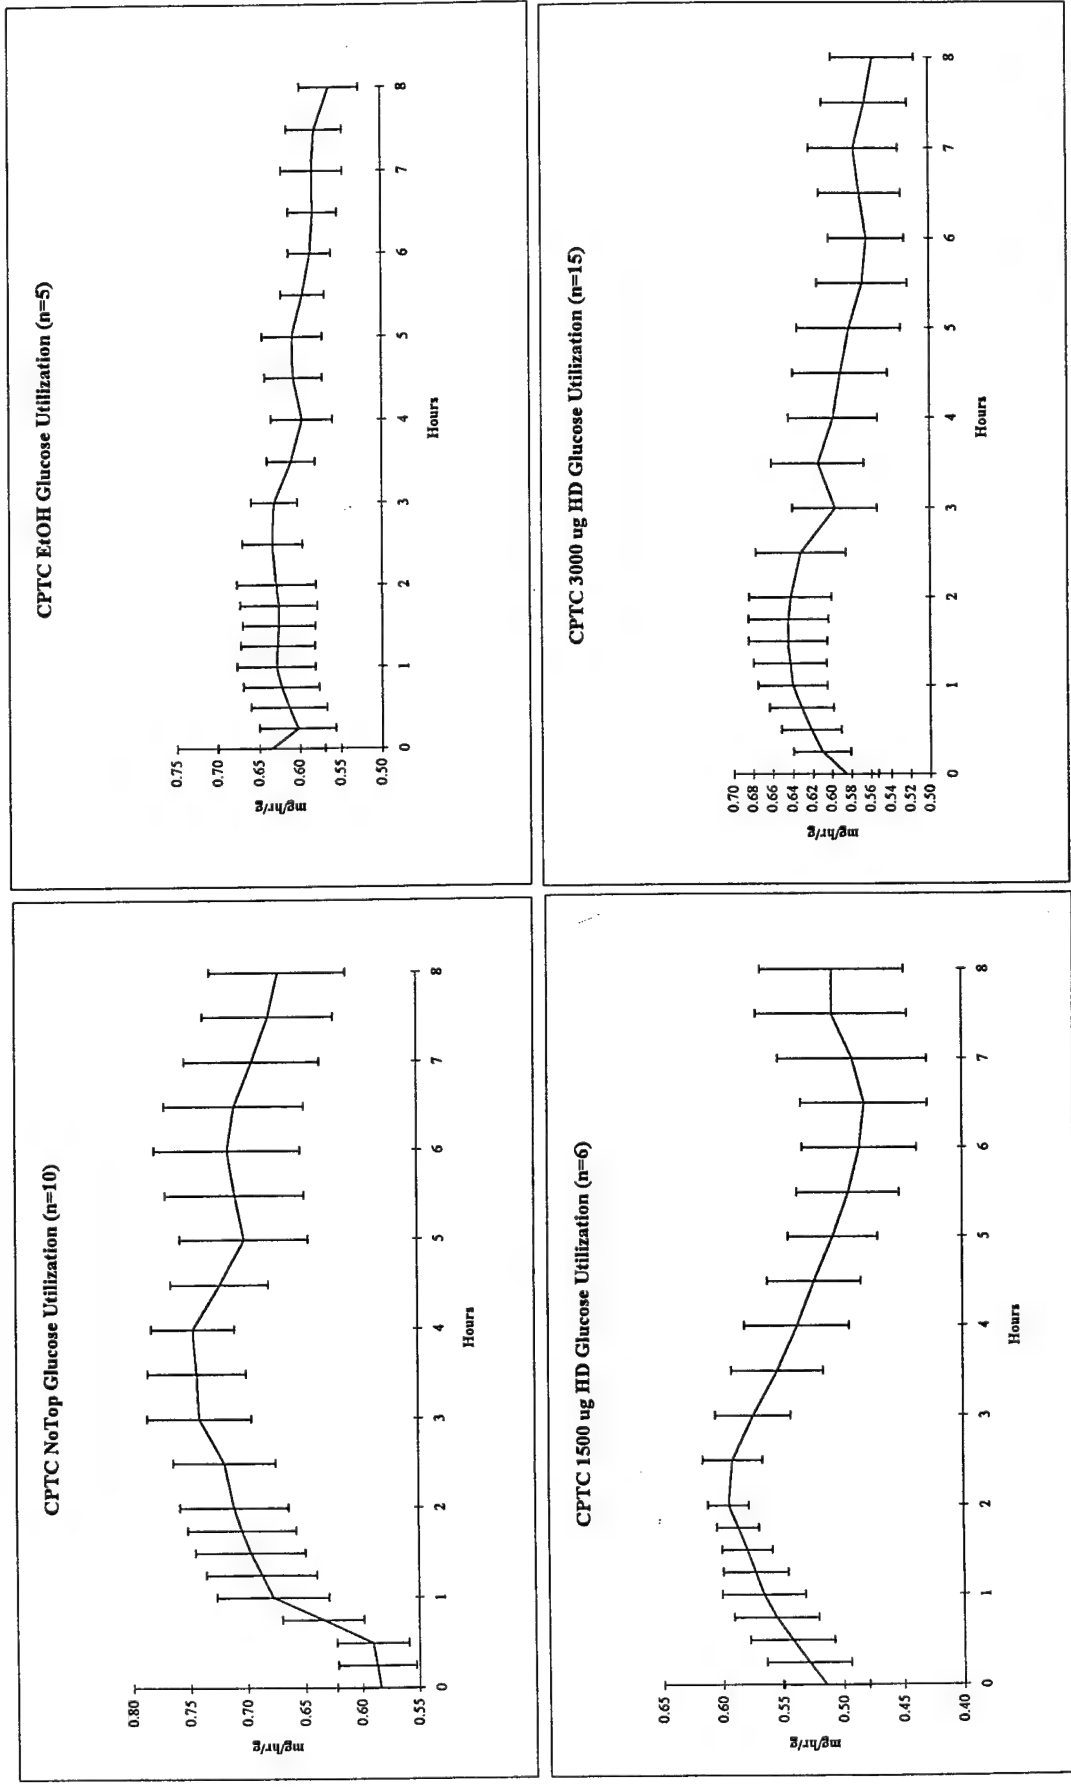 CPTC NoTop Glucose Utilization (n=10)
mg/hr/g
0.80
0.75
0.70
0.65
0.60
0.55
0 1 2 3 4 5 6 7 8
Hours
CPTC EtOH Glucose Utilization (n=5)
mg/hr/g
0.75
0.70
0.65
0.60
0.55
0.50
0 1 2 3 4 5 6 7 8
Hours
CPTC 1500 ug HD Glucose Utilization (n=6)
mg/hr/g
0.65
0.60
0.55
0.50
0.45
0.40
0 1 2 3 4 5 6 7 8
Hours
CPTC 3000 ug HD Glucose Utilization (n=15)
mg/hr/g
0.70
0.68
0.66
0.64
0.62
0.60
0.58
0.56
0.54
0.52
0.50
0 1 2 3 4 5 6 7 8
Hours